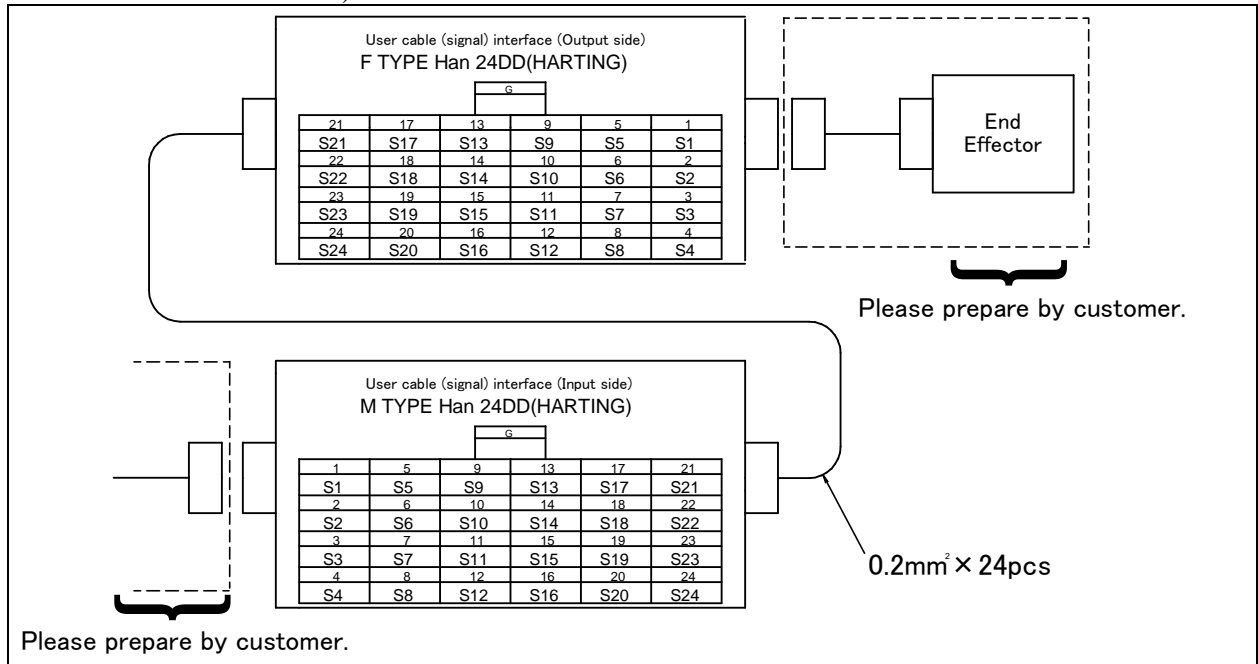 )
User cable (signal) interface (Output side)
F TYPE Han 24DD(HARTING)
G
21 17 13 9 5 1
S21 S17 S13 S9 S5 S1
22 18 14 10 6 2
S22 S18 S14 S10 S6 S2
23 19 15 11 7 3
S23 S19 S15 S11 S7 S3
24 20 16 12 8 4
S24 S20 S16 S12 S8 S4
End
Effector
Please prepare by customer.
User cable (signal) interface (Input side)
M TYPE Han 24DD(HARTING)
G
1 5 9 13 17 21
S1 S5 S9 S13 S17 S21
2 6 10 14 18 22
S2 S6 S10 S14 S18 S22
3 7 11 15 19 23
S3 S7 S11 S15 S19 S23
4 8 12 16 20 24
S4 S8 S12 S16 S20 S24
0.2mm²×24pcs
Please prepare by customer.